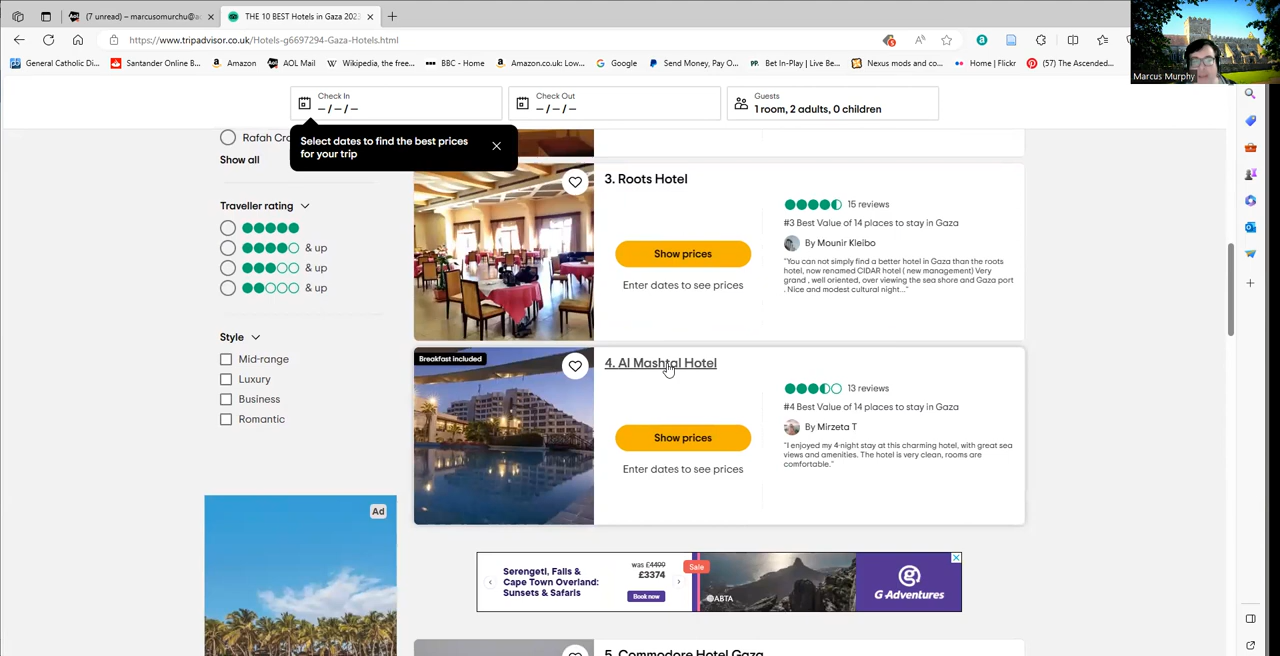 (7 unread) – marcusomurchu@a
THE 10 BEST Hotels in Gaza 2023
https://www.tripadvisor.co.uk/Hotels-g6697294-Gaza-Hotels.html
General Catholic Di...
Santander Online B...
Amazon
AOL Mail
Wikipedia, the free...
BBC - Home
Amazon.co.uk: Low...
Google
Send Money, Pay O...
Bet In-Play | Live Be...
Nexus mods and co...
Home | Flickr
(57) The Ascended...
Marcus Murphy
Check In
– / – / –
Check Out
– / – / –
Guests
1 room, 2 adults, 0 children
Select dates to find the best prices
for your trip
Rafah Cro
Show all
Traveller rating
& up
& up
& up
Style
Mid-range
Luxury
Business
Romantic
Ad
3. Roots Hotel
Show prices
Enter dates to see prices
15 reviews
#3 Best Value of 14 places to stay in Gaza
By Mounir Kleibo
"You can not simply find a better hotel in Gaza than the roots
hotel, now renamed CIDAR hotel ( new management) Very
grand , well oriented, over viewing the sea shore and Gaza port
. Nice and modest cultural night..."
Breakfast included
4. Al Mashtal Hotel
Show prices
Enter dates to see prices
13 reviews
#4 Best Value of 14 places to stay in Gaza
By Mirzeta T
"I enjoyed my 4-night stay at this charming hotel, with great sea
views and amenities. The hotel is very clean, rooms are
comfortable."
Serengeti, Falls &
Cape Town Overland:
Sunsets & Safaris
was £4499
£3374
Book now
Sale
ABTA
G Adventures
5. Commodore Hotel Gaza